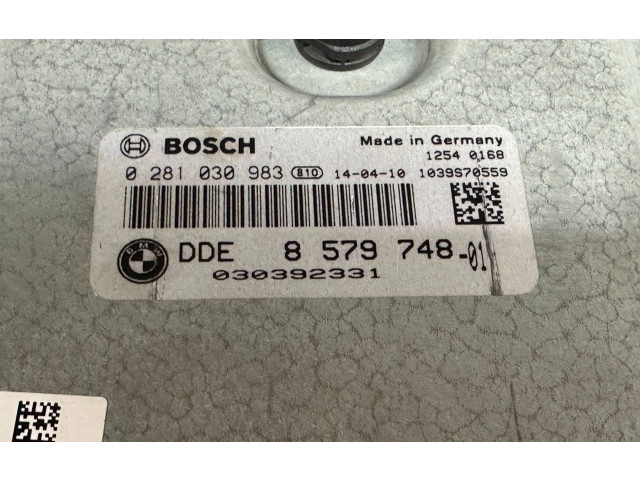 BOSCH
Made in Germany
1254 0168
0 281 030 983 810 14-04-10 1039S70559
BMW DDE 8 579 748-01
030392331